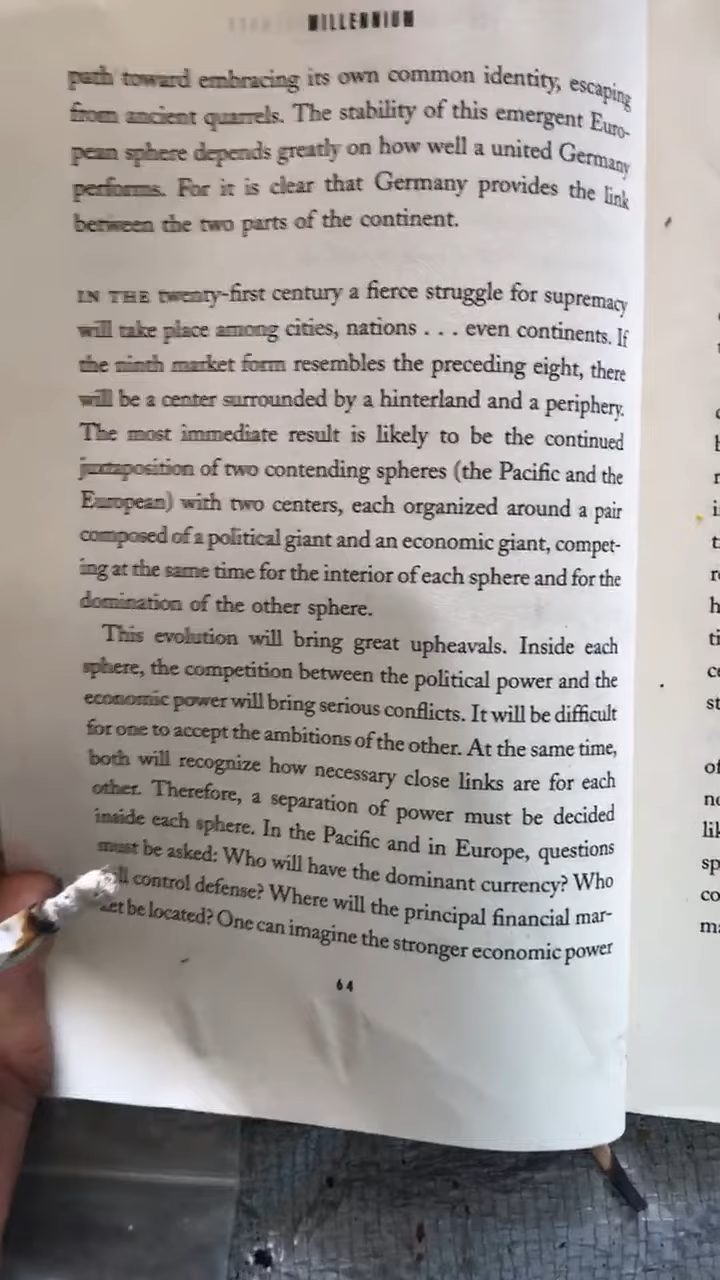 MILLENNIUM
path toward embracing its own common identity, escaping
from ancient quarrels. The stability of this emergent Euro-
pean sphere depends greatly on how well a united Germany
performs. For it is clear that Germany provides the link
between the two parts of the continent.
IN THE twenty-first century a fierce struggle for supremacy
will take place among cities, nations . . . even continents. If
the ninth market form resembles the preceding eight, there
will be a center surrounded by a hinterland and a periphery.
The most immediate result is likely to be the continued
juxtaposition of two contending spheres (the Pacific and the
European) with two centers, each organized around a pair
composed of a political giant and an economic giant, compet-
ing at the same time for the interior of each sphere and for the
domination of the other sphere.
This evolution will bring great upheavals. Inside each
sphere, the competition between the political power and the
economic power will bring serious conflicts. It will be difficult
for one to accept the ambitions of the other. At the same time,
both will recognize how necessary close links are for each
other. Therefore, a separation of power must be decided
inside each sphere. In the Pacific and in Europe, questions
must be asked: Who will have the dominant currency? Who
control defense? Where will the principal financial mar-
be located? One can imagine the stronger economic power
64